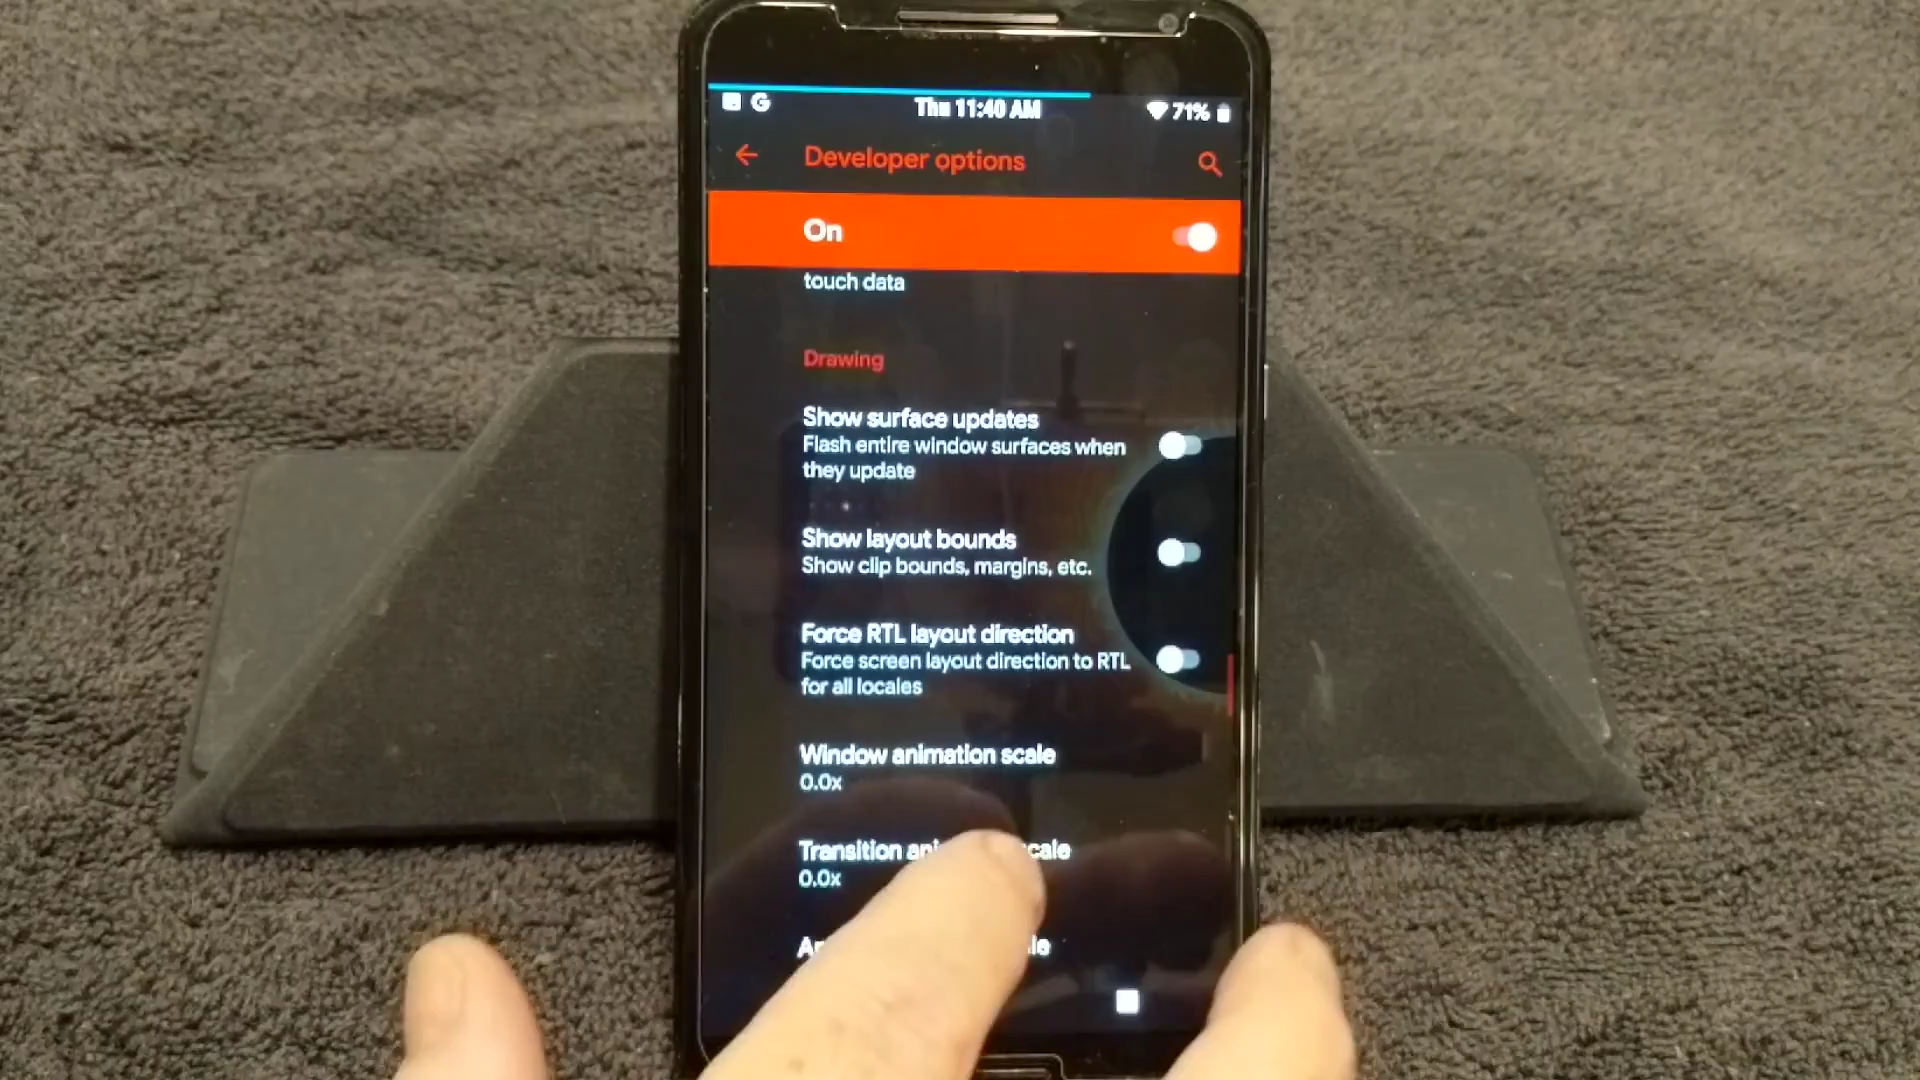 G
Thu 11:40 AM
71%
Developer options
On
touch data
Drawing
Show surface updates
Flash entire window surfaces when
they update
Show layout bounds
Show clip bounds, margins, etc.
Force RTL layout direction
Force screen layout direction to RTL
for all locales
Window animation scale
0.0x
Transition
0.0x